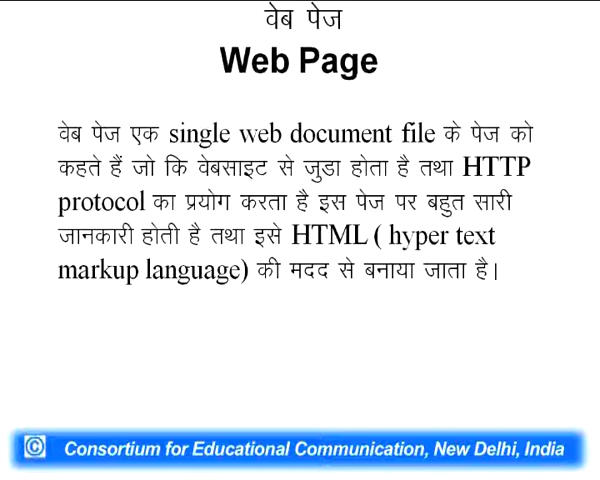 वेब पेज
Web Page
वेब पेज एक single web document file के पेज को
कहते हैं जो कि वेबसाइट से जुडा होता है तथा HTTP
protocol का प्रयोग करता है इस पेज पर बहुत सारी
जानकारी होती है तथा इसे HTML ( hyper text
markup language) की मदद से बनाया जाता है।
© Consortium for Educational Communication, New Delhi, India